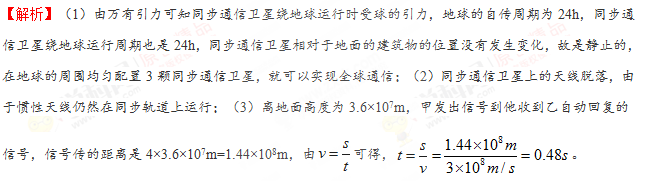 【解析】（1）由万有引力可知同步通信卫星绕地球运行时受球的引力，地球的自传周期为 24h，同步通
信卫星绕地球运行周期也是 24h，同步通信卫星相对于地面的建筑物的位置没有发生变化，故是静止的，
在地球的周围均匀配置 3 颗同步通信卫星，就可以实现全球通信；（2）同步通信卫星上的天线脱落，由
于惯性天线仍然在同步轨道上运行；（3）离地面高度为 3.6×10⁷m，甲发出信号到他收到乙自动回复的
信号，信号传的距离是 4×3.6×10⁷m=1.44×10⁸m，由 v=s/t 可得，t=s/v=1.44×10⁸m/3×10⁸m/s=0.48s。